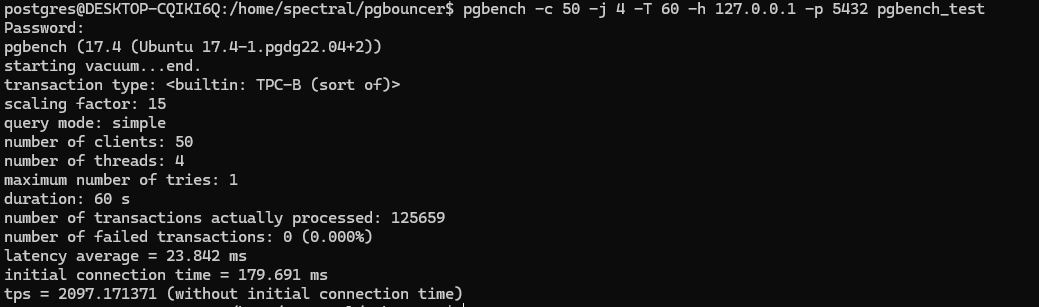 postgres@DESKTOP-CQIKI6Q:/home/spectral/pgbouncer$ pgbench -c 50 -j 4 -T 60 -h 127.0.0.1 -p 5432 pgbench_test
Password:
pgbench (17.4 (Ubuntu 17.4-1.pgdg22.04+2))
starting vacuum...end.
transaction type: <builtin: TPC-B (sort of)>
scaling factor: 15
query mode: simple
number of clients: 50
number of threads: 4
maximum number of tries: 1
duration: 60 s
number of transactions actually processed: 125659
number of failed transactions: 0 (0.000%)
latency average = 23.842 ms
initial connection time = 179.691 ms
tps = 2097.171371 (without initial connection time)